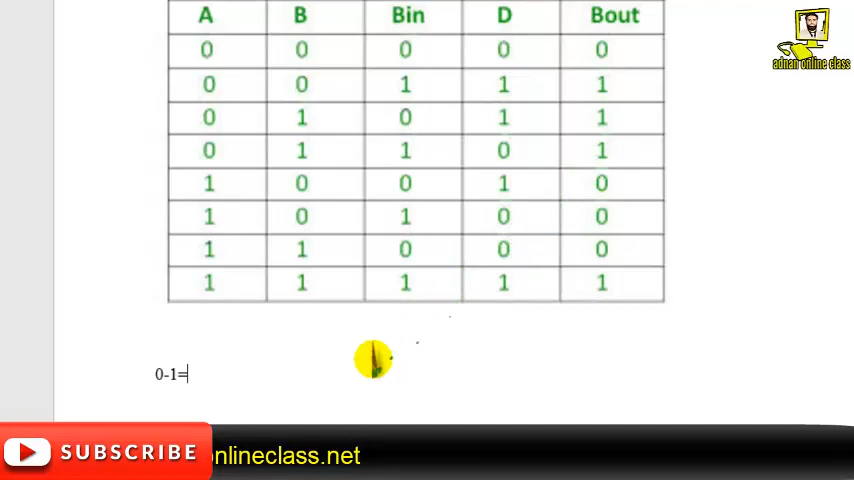 adnan online class
A B Bin D Bout
0 0 0 0 0
0 0 1 1 1
0 1 0 1 1
0 1 1 0 1
1 0 0 1 0
1 0 1 0 0
1 1 0 0 0
1 1 1 1 1
0-1=
SUBSCRIBE onlineclass.net